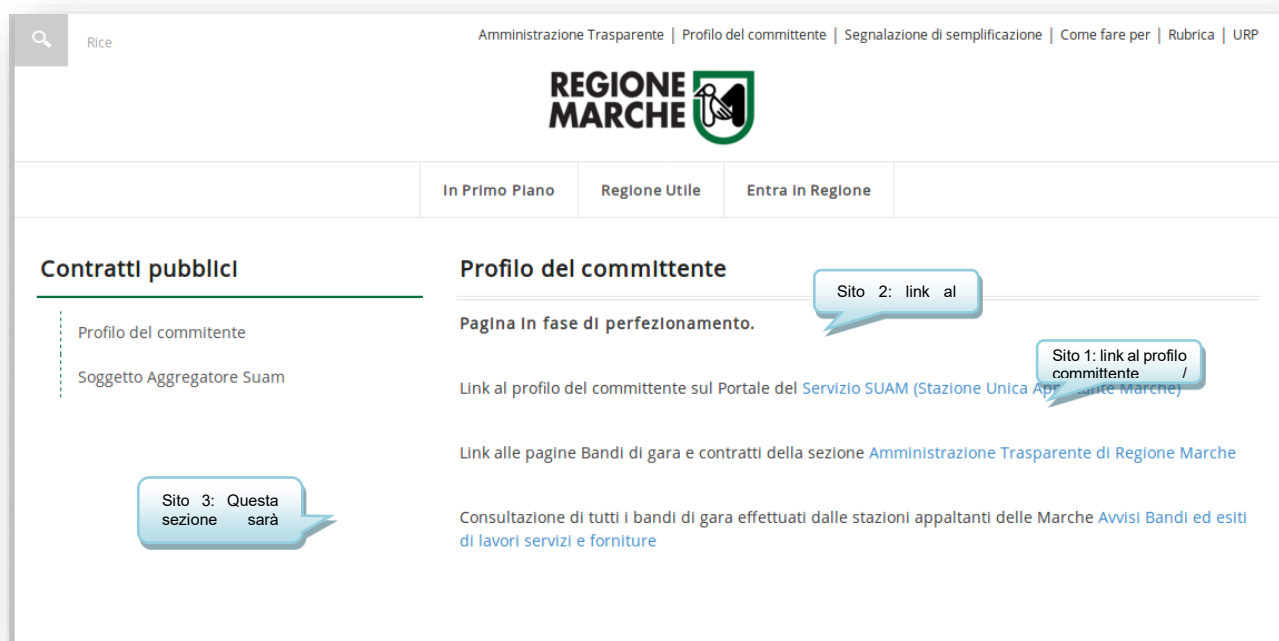 Rice
Amministrazione Trasparente | Profilo del committente | Segnalazione di semplificazione | Come fare per | Rubrica | URP
REGIONE
MARCHE
In Primo Piano
Regione Utile
Entra in Regione
Contratti pubblici
Profilo del commitente
Soggetto Aggregatore Suam
Sito 3: Questa
sezione sarà
Profilo del committente
Sito 2: link al
Pagina in fase di perfezionamento.
Sito 1: link al profilo
committente /
Link al profilo del committente sul Portale del Servizio SUAM (Stazione Unica Appaltante Marche)
Link alle pagine Bandi di gara e contratti della sezione Amministrazione Trasparente di Regione Marche
Consultazione di tutti i bandi di gara effettuati dalle stazioni appaltanti delle Marche Avvisi Bandi ed esiti
di lavori servizi e forniture